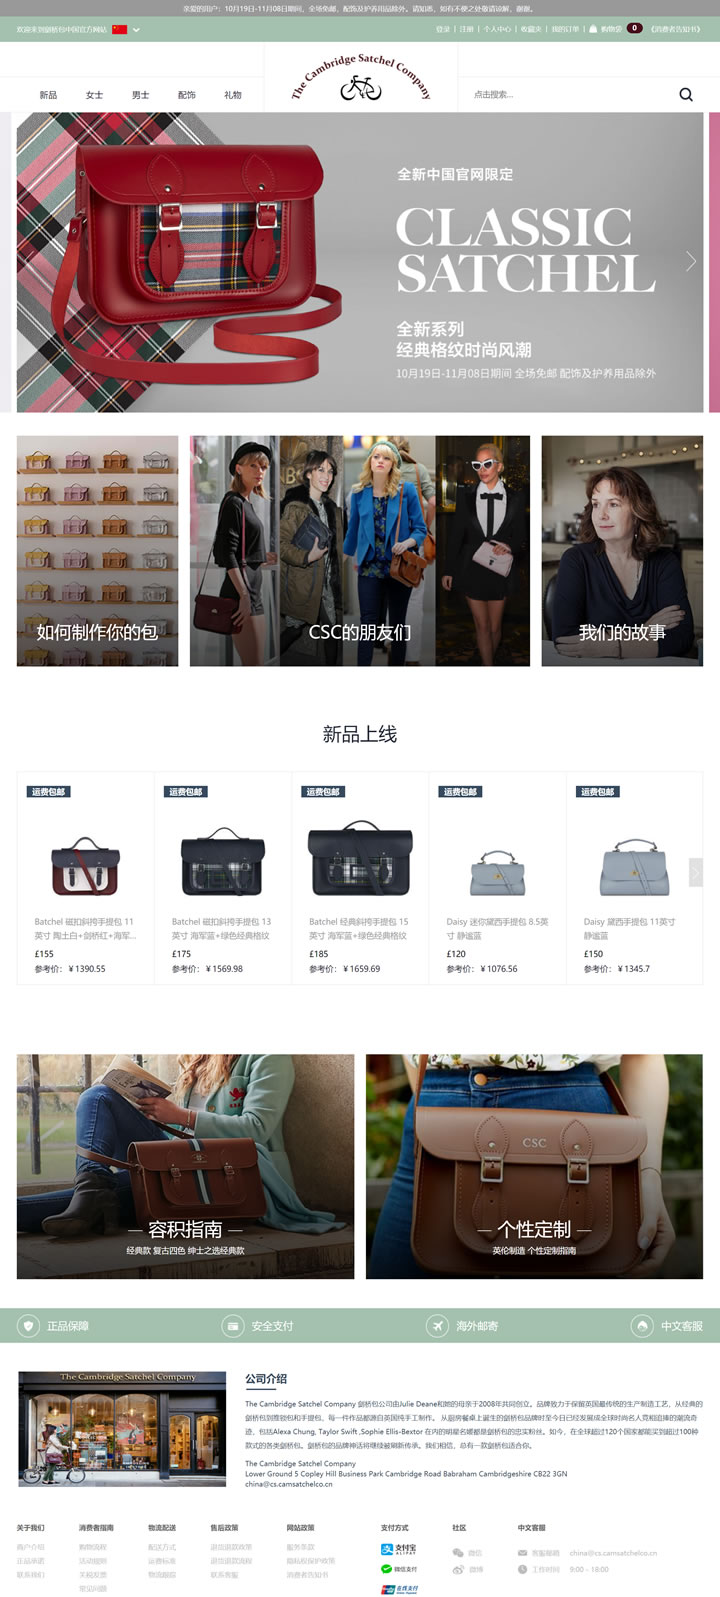 亲爱的用户：10月19日-11月08日期间，全场免邮，配饰及护养用品除外。请知悉，如有不便之处敬请谅解，谢谢。
欢迎来到剑桥包中国官方网站
登录 | 注册 | 个人中心 | 收藏夹 | 我的订单 | 购物袋 0 《消费者告知书》
The Cambridge Satchel Company
新品 女士 男士 配饰 礼物
点击搜索...
全新中国官网限定
CLASSIC
SATCHEL
全新系列
经典格纹时尚风潮
10月19日-11月08日期间 全场免邮 配饰及护养用品除外
如何制作你的包
CSC的朋友们
我们的故事
新品上线
运费包邮 运费包邮 运费包邮 运费包邮 运费包邮
Batchel 磁扣斜挎手提包 11
英寸 陶土白+剑桥红+海军...
£155
参考价：￥1390.55
Batchel 磁扣斜挎手提包 13
英寸 海军蓝+绿色经典格纹
£175
参考价：￥1569.98
Batchel 经典斜挎手提包 15
英寸 海军蓝+绿色经典格纹
£185
参考价：￥1659.69
Daisy 迷你黛西手提包 8.5英
寸 静谧蓝
£120
参考价：￥1076.56
Daisy 黛西手提包 11英寸
静谧蓝
£150
参考价：￥1345.7
容积指南
经典款 复古四色 绅士之选经典款
CSC
个性定制
英伦制造 个性定制指南
正品保障 安全支付 海外邮寄 中文客服
The Cambridge Satchel Company
公司介绍
The Cambridge Satchel Company 剑桥包公司由Julie Deane和她的母亲于2008年共同创立。品牌致力于保留英国最传统的生产制造工艺，从经典的
剑桥包到雅致包和手提包，每一件作品都源自英国纯手工制作。 从厨房餐桌上诞生的剑桥包品牌时至今日已经发展成全球时尚名人竞相追捧的潮流奇
迹，包括Alexa Chung, Taylor Swift ,Sophie Ellis-Bextor 在内的明星名媛都是剑桥包的忠实粉丝。如今，在全球超过120个国家都能买到超过100种
款式的各类剑桥包。剑桥包的品牌神话将继续被刷新传承。我们相信，总有一款剑桥包适合你。
The Cambridge Satchel Company
Lower Ground 5 Copley Hill Business Park Cambridge Road Babraham Cambridgeshire CB22 3GN
china@cs.camsatchelco.cn
关于我们 消费者指南 物流配送 售后政策 网站政策 支付方式 社区 中文客服
商户介绍 购物流程 配送方式 退货退款政策 服务条款 支付宝 ALIPAY 微信 客服邮箱 china@cs.camsatchelco.cn
正品承诺 活动规则 运费标准 退货退款流程 隐私权保护政策 微信支付 微博 工作时间 9:00 - 18:00
联系我们 关税发票 物流跟踪 联系客服 消费者告知书 在线支付
常见问题